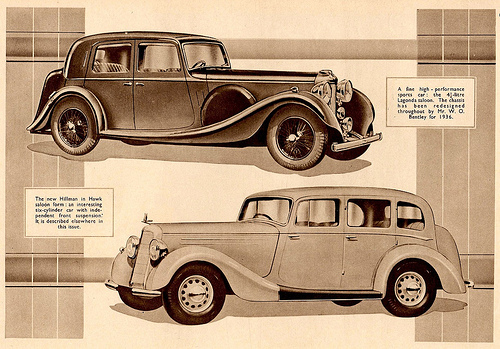 A fine high-performance
sports car: the 4½-litre
Lagonda saloon. The chassis
has been redesigned
throughout by Mr. W. O.
Bentley for 1936.
The new Hillman in Hawk
saloon form: an interesting
six-cylinder car with inde-
pendent front suspension.
It is described elsewhere in
this issue.